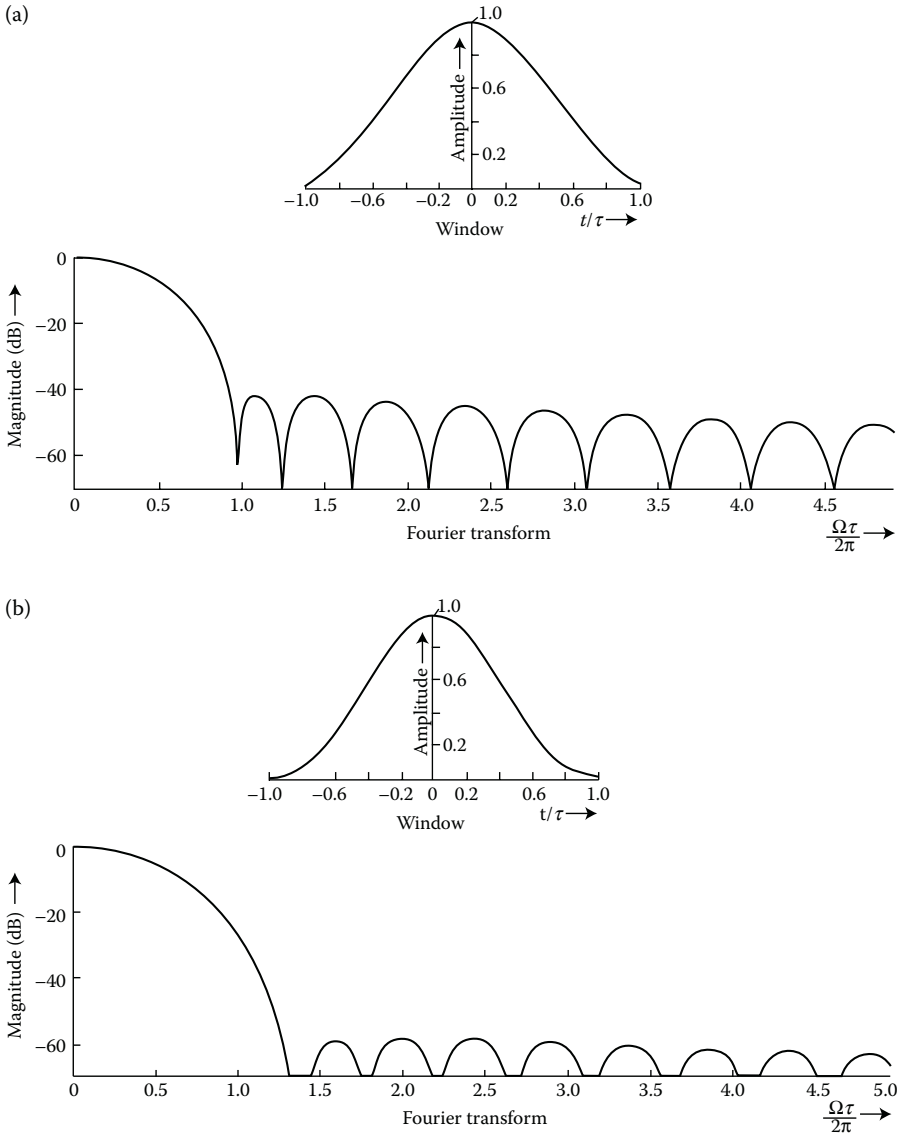 (a)
1.0
Amplitude
0.6
0.2
−1.0 −0.6 −0.2 0 0.2 0.6 1.0
Window
t/τ
0
−20
−40
−60
Magnitude (dB)
0 0.5 1.0 1.5 2.0 2.5 3.0 3.5 4.0 4.5
Fourier transform
Ωτ
2π
(b)
1.0
Amplitude
0.6
0.2
−1.0 −0.6 −0.2 0 0.2 0.6 1.0
Window
t/τ
0
−20
−40
−60
Magnitude (dB)
0 0.5 1.0 1.5 2.0 2.5 3.0 3.5 4.0 4.5 5.0
Fourier transform
Ωτ
2π